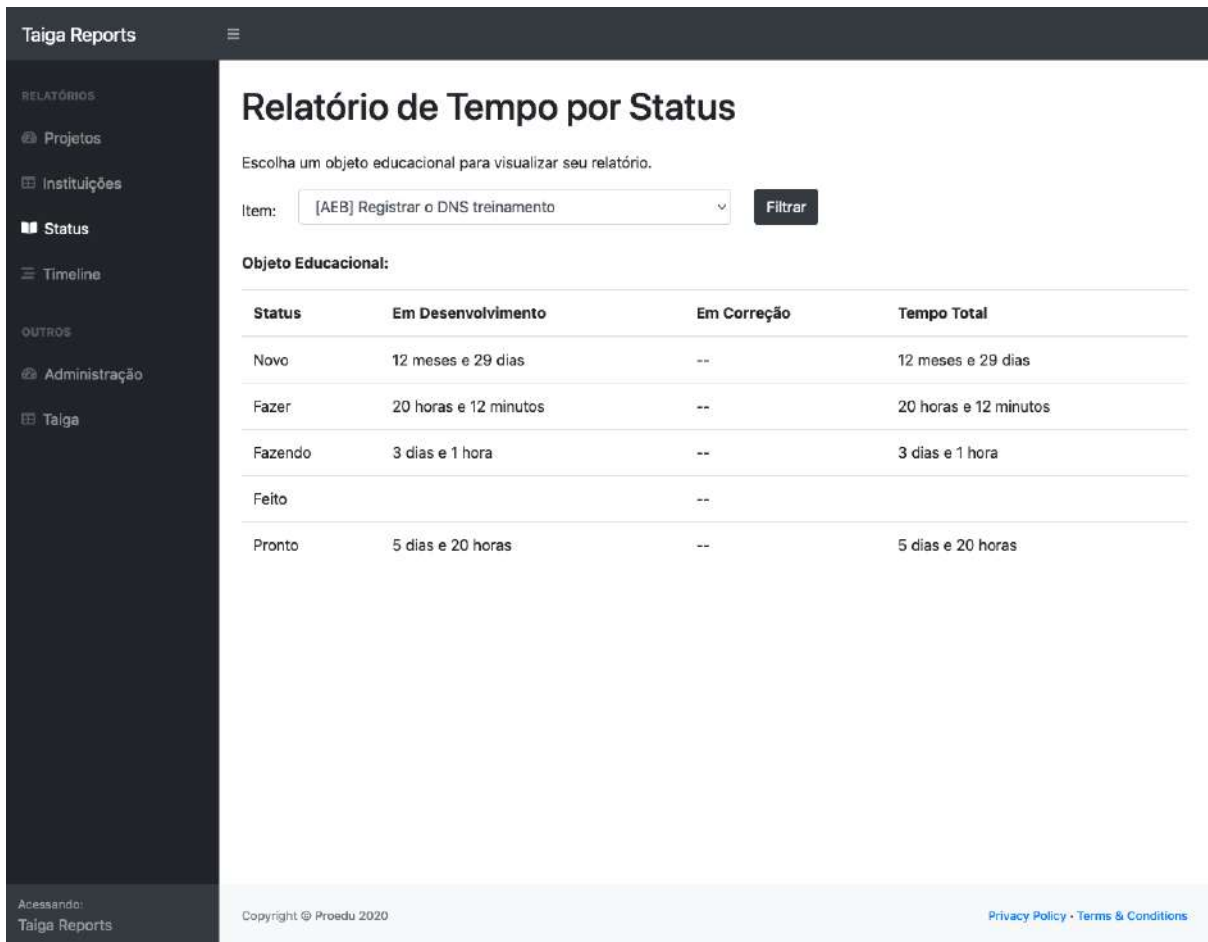 Taiga Reports
RELATÓRIOS
Projetos
Instituições
Status
Timeline
OUTROS
Administração
Taiga
Acessando:
Taiga Reports
Relatório de Tempo por Status
Escolha um objeto educacional para visualizar seu relatório.
Item: [AEB] Registrar o DNS treinamento Filtrar
Objeto Educacional:
Status Em Desenvolvimento Em Correção Tempo Total
Novo 12 meses e 29 dias -- 12 meses e 29 dias
Fazer 20 horas e 12 minutos -- 20 horas e 12 minutos
Fazendo 3 dias e 1 hora -- 3 dias e 1 hora
Feito --
Pronto 5 dias e 20 horas -- 5 dias e 20 horas
Copyright © Proedu 2020 Privacy Policy · Terms & Conditions